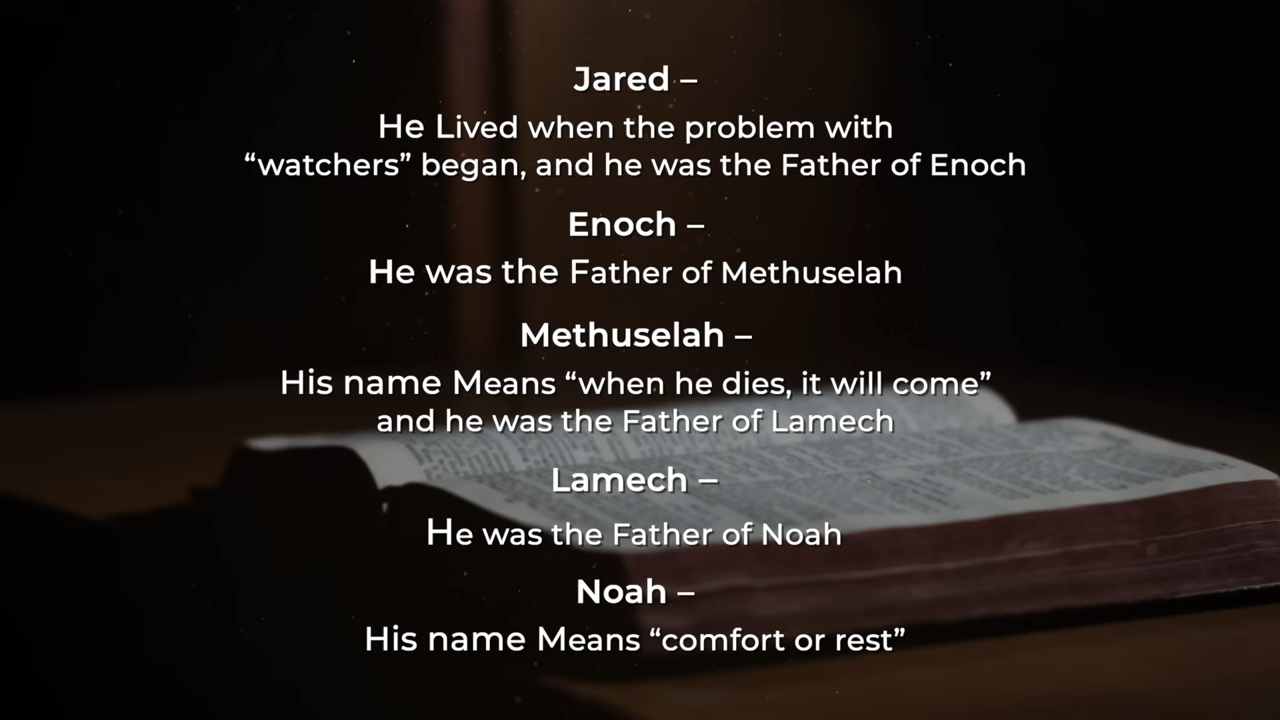 Jared –
He Lived when the problem with
“watchers” began, and he was the Father of Enoch
Enoch –
He was the Father of Methuselah
Methuselah –
His name Means “when he dies, it will come”
and he was the Father of Lamech
Lamech –
He was the Father of Noah
Noah –
His name Means “comfort or rest”